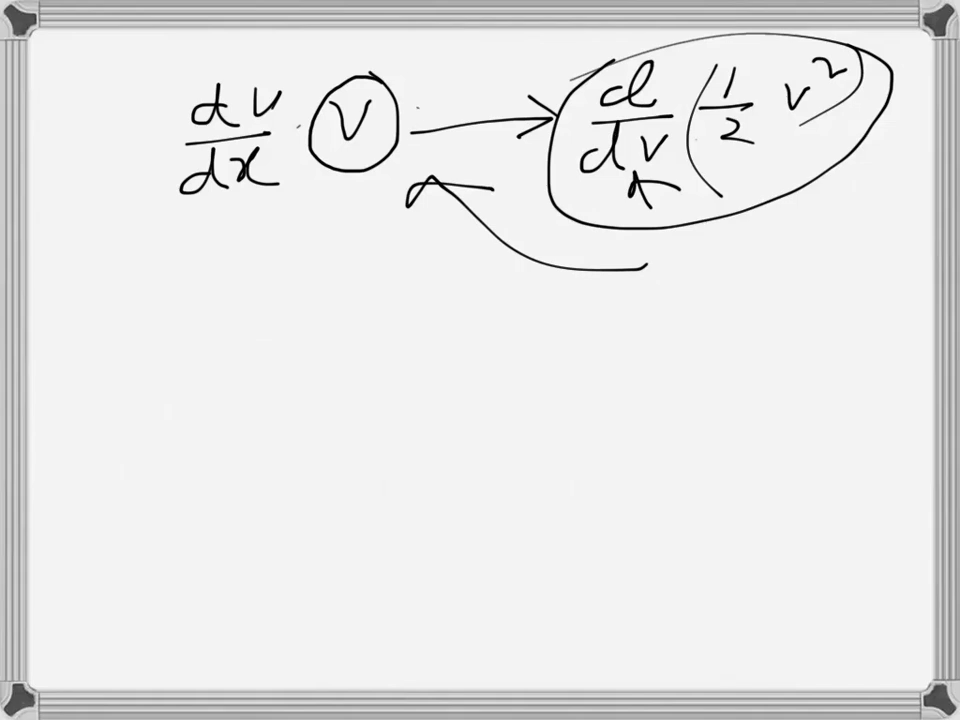 dv/dx V → d/dv (1/2 v²)